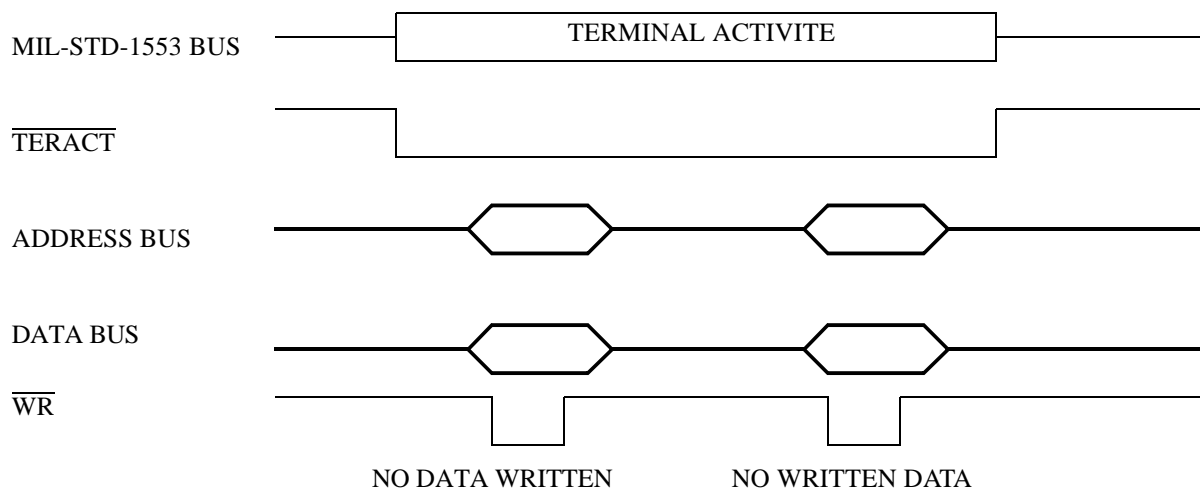 TERMINAL ACTIVITE
MIL-STD-1553 BUS
TERACT
ADDRESS BUS
DATA BUS
WR
NO DATA WRITTEN NO WRITTEN DATA